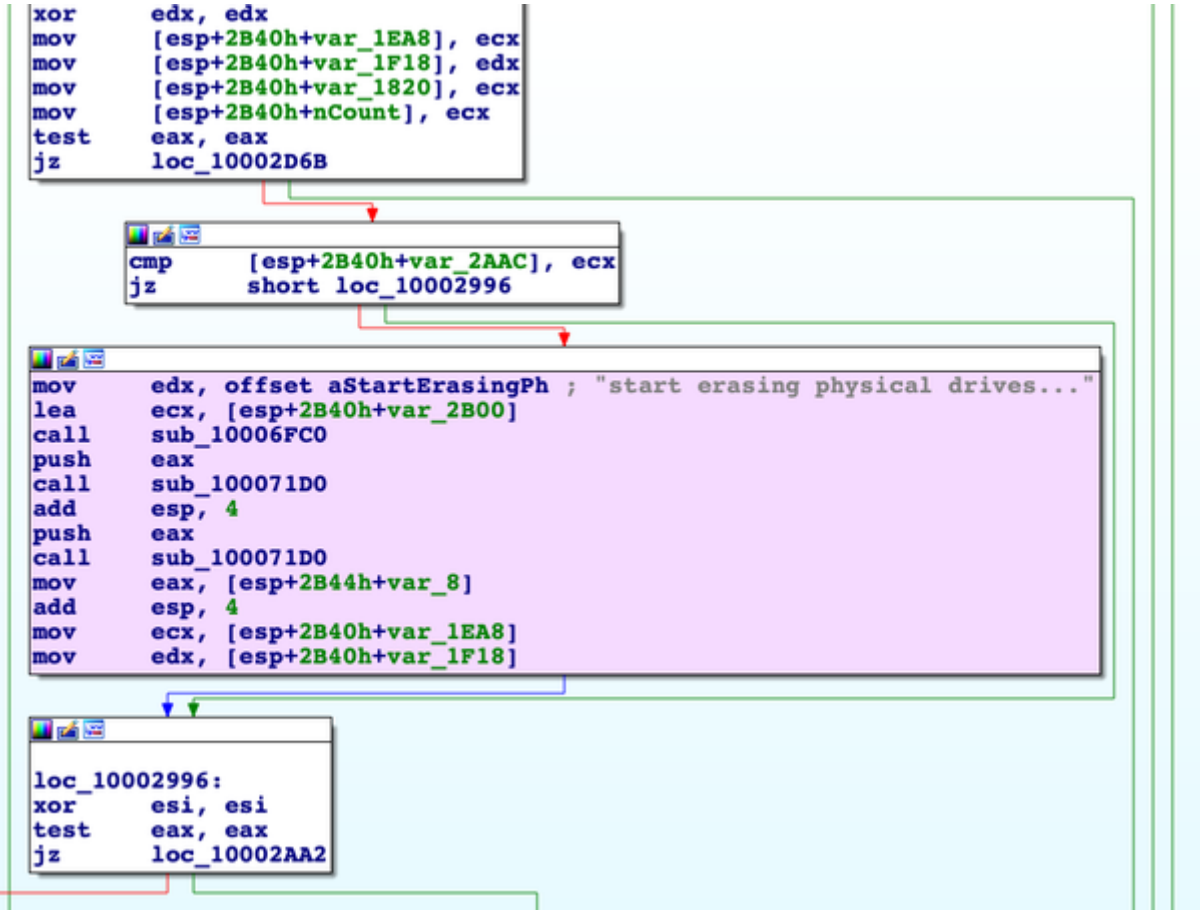 xor edx, edx
mov [esp+2B40h+var_1EA8], ecx
mov [esp+2B40h+var_1F18], edx
mov [esp+2B40h+var_1820], ecx
mov [esp+2B40h+nCount], ecx
test eax, eax
jz loc_10002D6B
cmp [esp+2B40h+var_2AAC], ecx
jz short loc_10002996
mov edx, offset aStartErasingPh ; "start erasing physical drives..."
lea ecx, [esp+2B40h+var_2B00]
call sub_10006FC0
push eax
call sub_100071D0
add esp, 4
push eax
call sub_100071D0
mov eax, [esp+2B44h+var_8]
add esp, 4
mov ecx, [esp+2B40h+var_1EA8]
mov edx, [esp+2B40h+var_1F18]
loc_10002996:
xor esi, esi
test eax, eax
jz loc_10002AA2